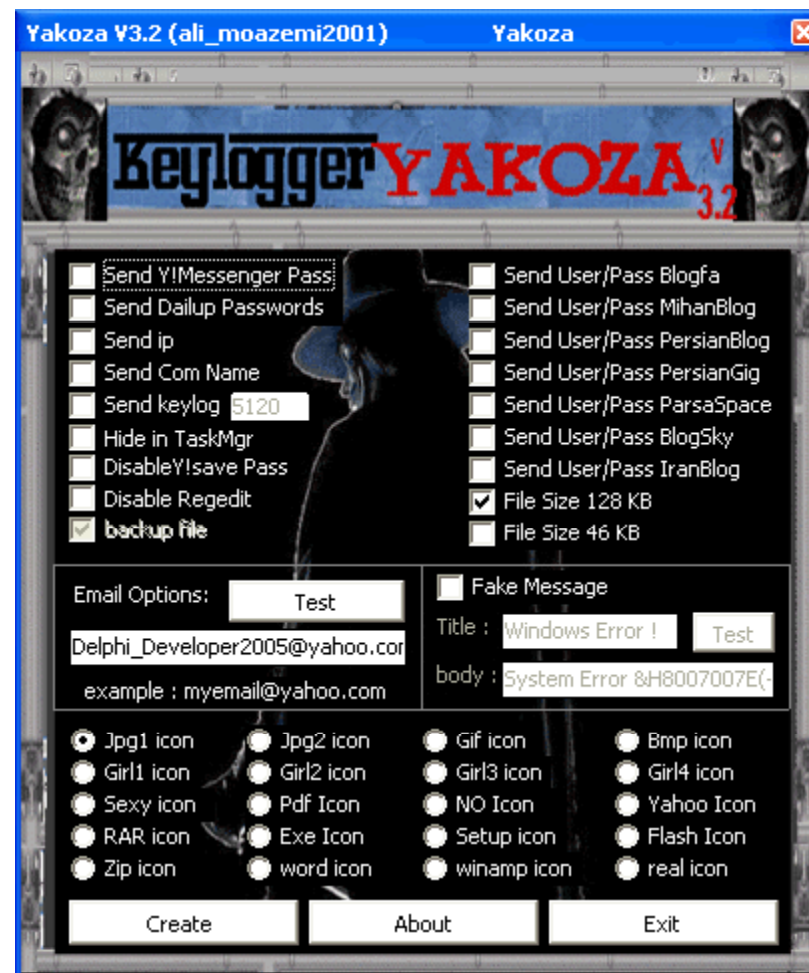 Yakoza V3.2 (ali_moazemi2001) Yakoza
Keylogger YAKOZA V 3.2
Send Y!Messenger Pass
Send Dailup Passwords
Send ip
Send Com Name
Send keylog 5120
Hide in TaskMgr
DisableY!save Pass
Disable Regedit
backup file
Send User/Pass Blogfa
Send User/Pass MihanBlog
Send User/Pass PersianBlog
Send User/Pass PersianGig
Send User/Pass ParsaSpace
Send User/Pass BlogSky
Send User/Pass IranBlog
File Size 128 KB
File Size 46 KB
Email Options: Test
Delphi_Developer2005@yahoo.cor
example : myemail@yahoo.com
Fake Message
Title : Windows Error ! Test
body : System Error &H8007007E(-
Jpg1 icon Jpg2 icon Gif icon Bmp icon
Girl1 icon Girl2 icon Girl3 icon Girl4 icon
Sexy icon Pdf Icon NO Icon Yahoo Icon
RAR icon Exe Icon Setup icon Flash Icon
Zip icon word icon winamp icon real icon
Create About Exit